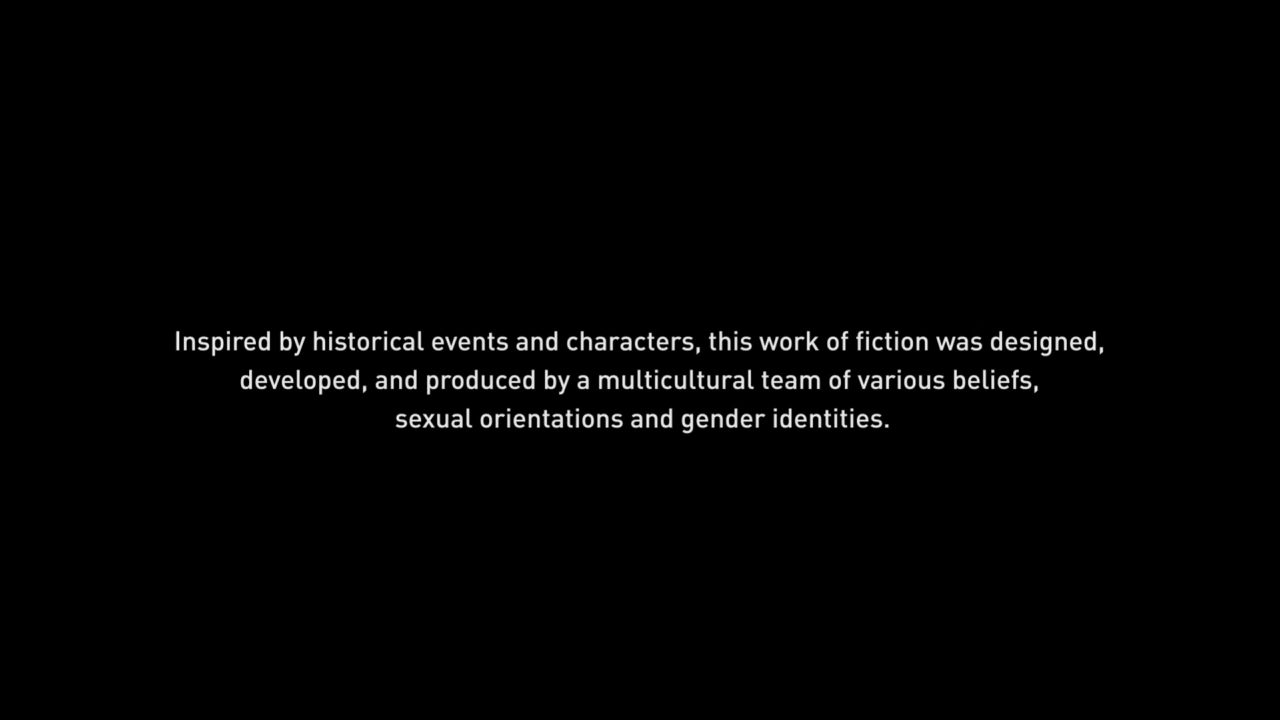 Inspired by historical events and characters, this work of fiction was designed,
developed, and produced by a multicultural team of various beliefs,
sexual orientations and gender identities.